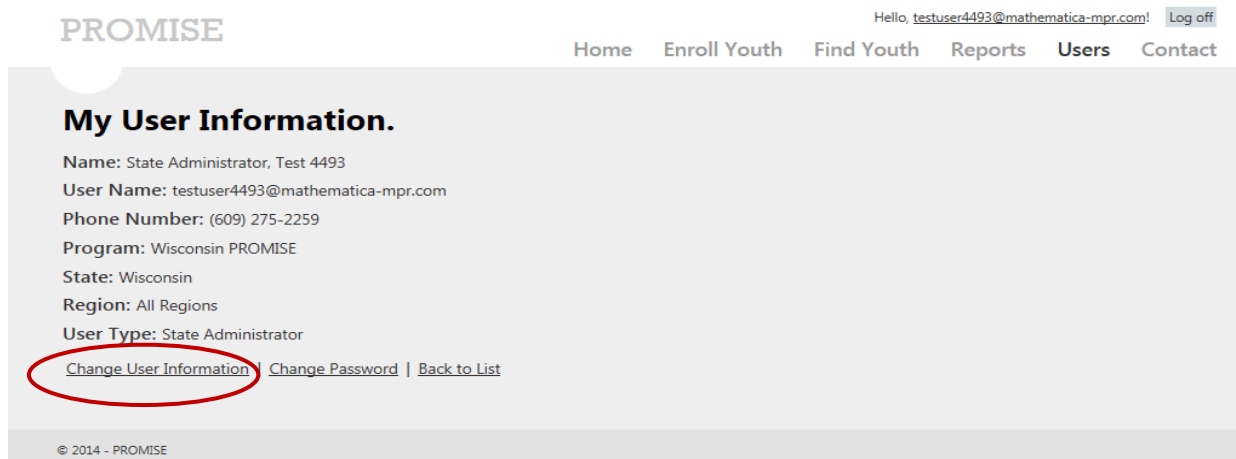 Hello, testuser4493@mathematica-mpr.com! Log off
PROMISE
Home Enroll Youth Find Youth Reports Users Contact
My User Information.
Name: State Administrator, Test 4493
User Name: testuser4493@mathematica-mpr.com
Phone Number: (609) 275-2259
Program: Wisconsin PROMISE
State: Wisconsin
Region: All Regions
User Type: State Administrator
Change User Information | Change Password | Back to List
© 2014 - PROMISE